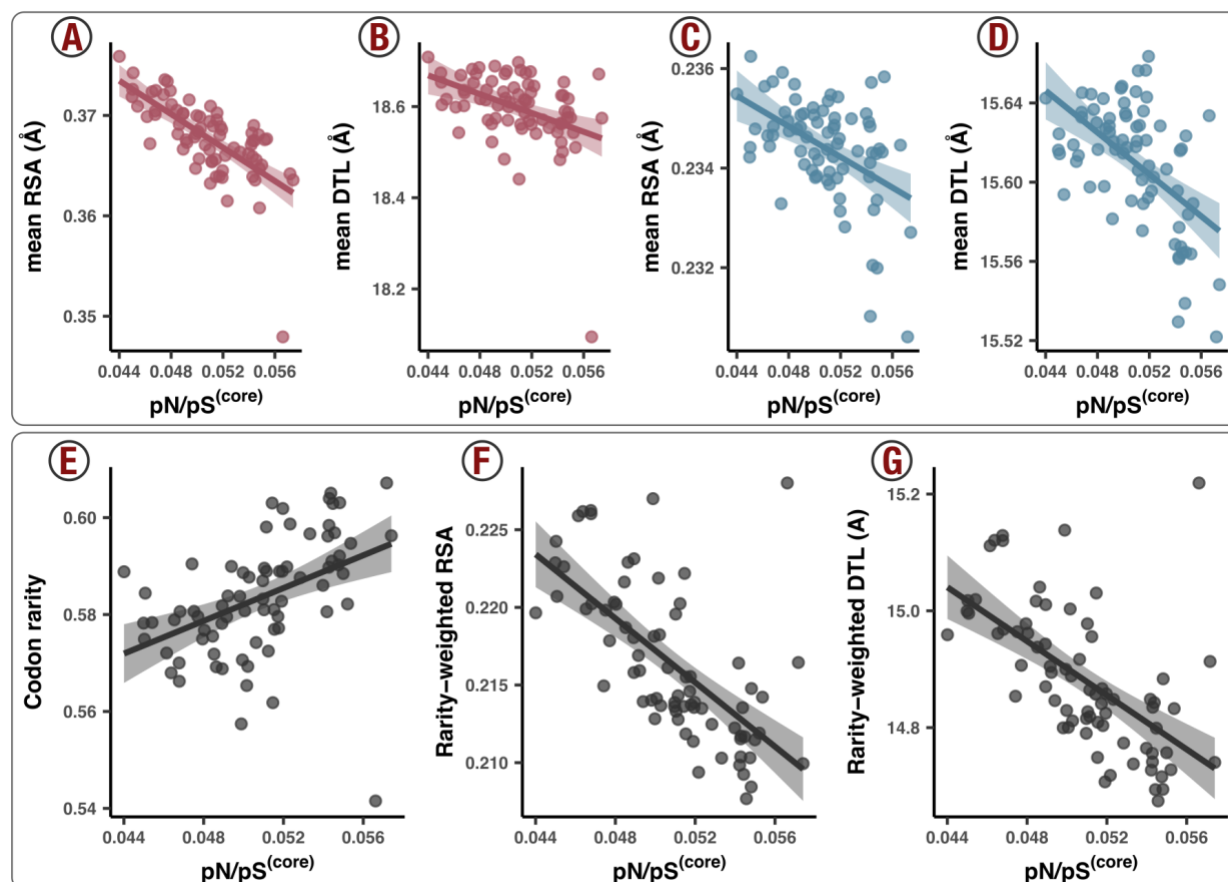 A
B
C
D
mean RSA (Å)
0.37
0.36
0.35
0.044 0.048 0.052 0.056
pN/pS(core)
mean DTL (Å)
18.6
18.4
18.2
0.044 0.048 0.052 0.056
pN/pS(core)
mean RSA (Å)
0.236
0.234
0.232
0.044 0.048 0.052 0.056
pN/pS(core)
mean DTL (Å)
15.64
15.60
15.56
15.52
0.044 0.048 0.052 0.056
pN/pS(core)
E
F
G
Codon rarity
0.60
0.58
0.56
0.54
0.044 0.048 0.052 0.056
pN/pS(core)
Rarity−weighted RSA
0.225
0.220
0.215
0.210
0.044 0.048 0.052 0.056
pN/pS(core)
Rarity−weighted DTL (A)
15.2
15.0
14.8
0.044 0.048 0.052 0.056
pN/pS(core)